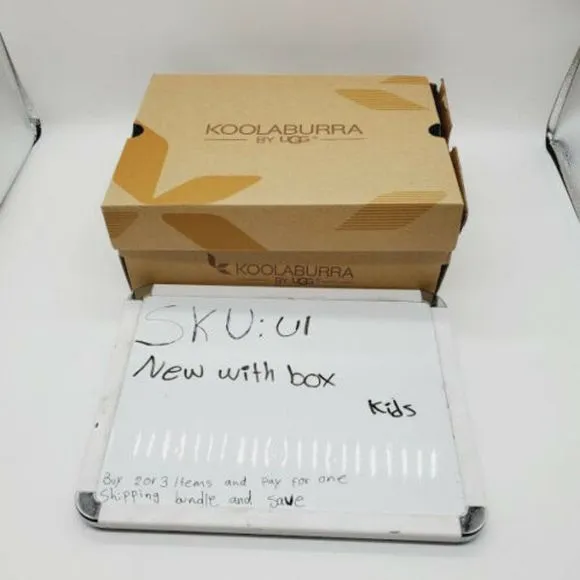 KOOLABURRA
BY UGG®
KOOLABURRA
BY UGG®
SKU: U1
New with box
Kids
Buy 2 or 3 items and pay for one
Shipping bundle and save